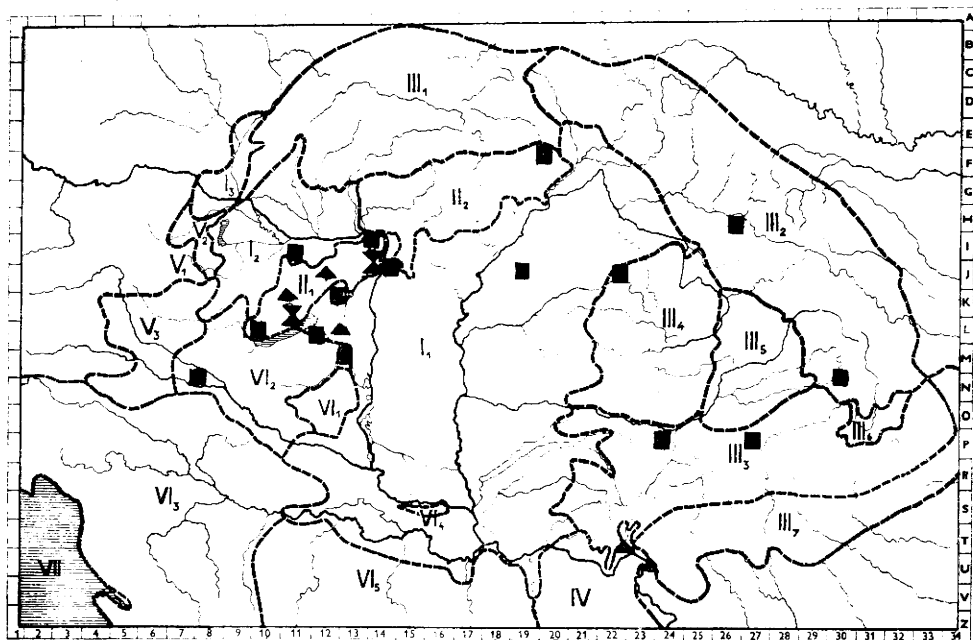 A
B
C
D
E
F
G
H
I
J
K
L
M
N
O
P
R
S
T
U
V
Z
III₁
I₃
II₂
V₂
I₂
III₂
V₁
II₁
V₃
I₁
III₄
III₅
VI₂
VI₁
III₆
III₃
VI₃
VI₄
III₇
VII
VI₅
IV
1 2 3 4 5 6 7 8 9 10 11 12 13 14 15 16 17 18 19 20 21 22 23 24 25 26 27 28 29 30 31 32 33 34